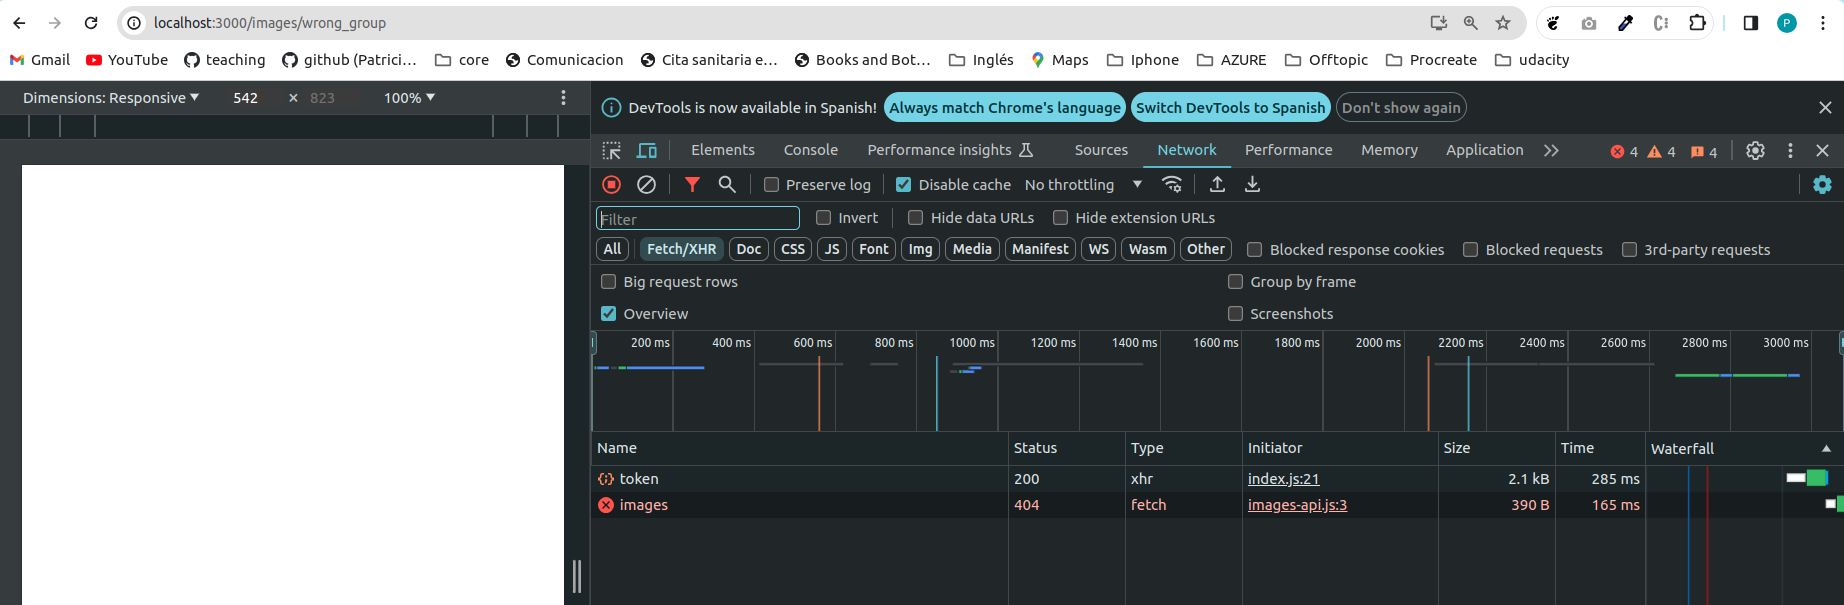 localhost:3000/images/wrong_group
P
Gmail YouTube teaching github (Patrici... core Comunicacion Cita sanitaria e... Books and Bot... Inglés Maps Iphone AZURE Offtopic Procreate udacity
Dimensions: Responsive 542 × 823 100%
DevTools is now available in Spanish! Always match Chrome's language Switch DevTools to Spanish Don't show again
Elements Console Performance insights Sources Network Performance Memory Application 4 4 4
Preserve log Disable cache No throttling
Filter Invert Hide data URLs Hide extension URLs
All Fetch/XHR Doc CSS JS Font Img Media Manifest WS Wasm Other Blocked response cookies Blocked requests 3rd-party requests
Big request rows Group by frame
Overview Screenshots
200 ms 400 ms 600 ms 800 ms 1000 ms 1200 ms 1400 ms 1600 ms 1800 ms 2000 ms 2200 ms 2400 ms 2600 ms 2800 ms 3000 ms
Name Status Type Initiator Size Time Waterfall
token 200 xhr index.js:21 2.1 kB 285 ms
images 404 fetch images-api.js:3 390 B 165 ms